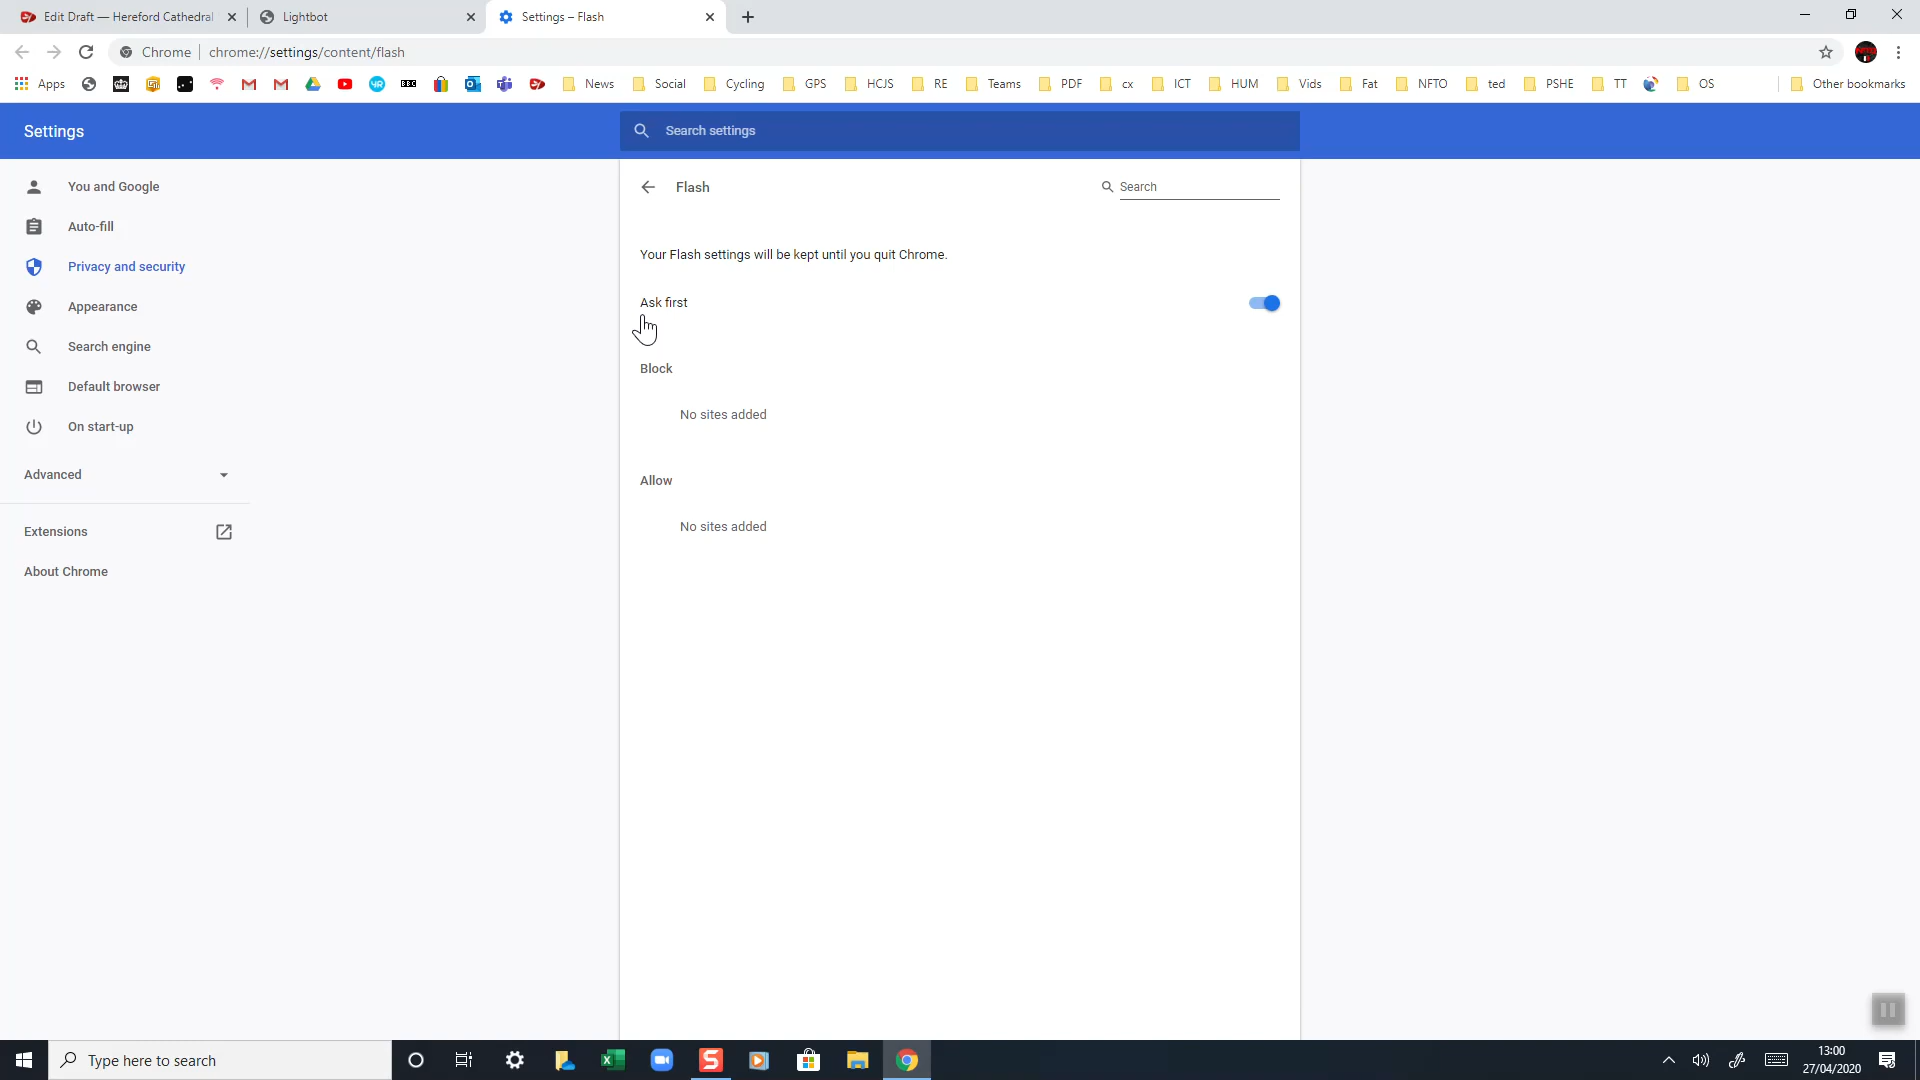 Edit Draft — Hereford Cathedral
Lightbot
Settings – Flash
Chrome
chrome://settings/content/flash
Apps
BBC
News
Social
Cycling
GPS
HCJS
RE
Teams
PDF
cx
ICT
HUM
Vids
Fat
NFTO
ted
PSHE
TT
OS
Other bookmarks
Settings
Search settings
You and Google
Auto-fill
Privacy and security
Appearance
Search engine
Default browser
On start-up
Advanced
Extensions
About Chrome
Flash
Search
Your Flash settings will be kept until you quit Chrome.
Ask first
Block
No sites added
Allow
No sites added
Type here to search
13:00
27/04/2020